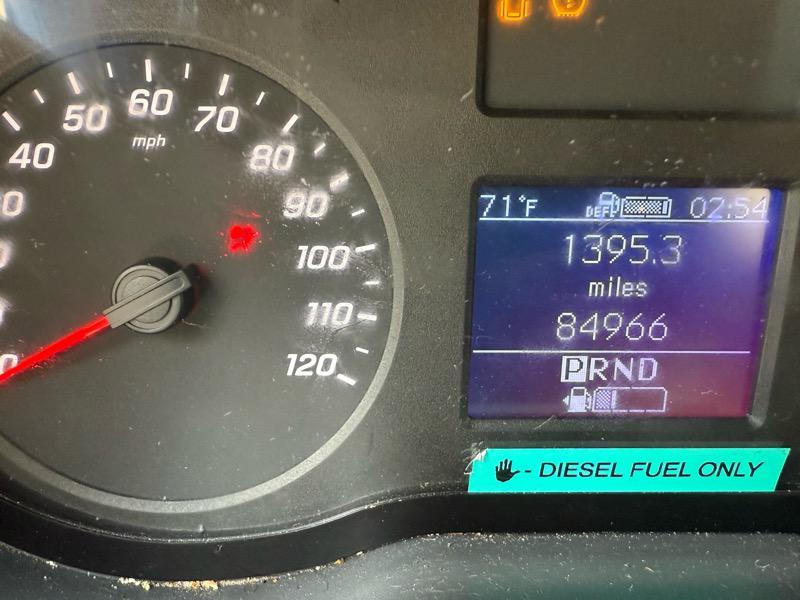 40
50
60
70
80
90
100
110
120
mph
71°F DEF 02:54
1395.3
miles
84966
PRND
- DIESEL FUEL ONLY